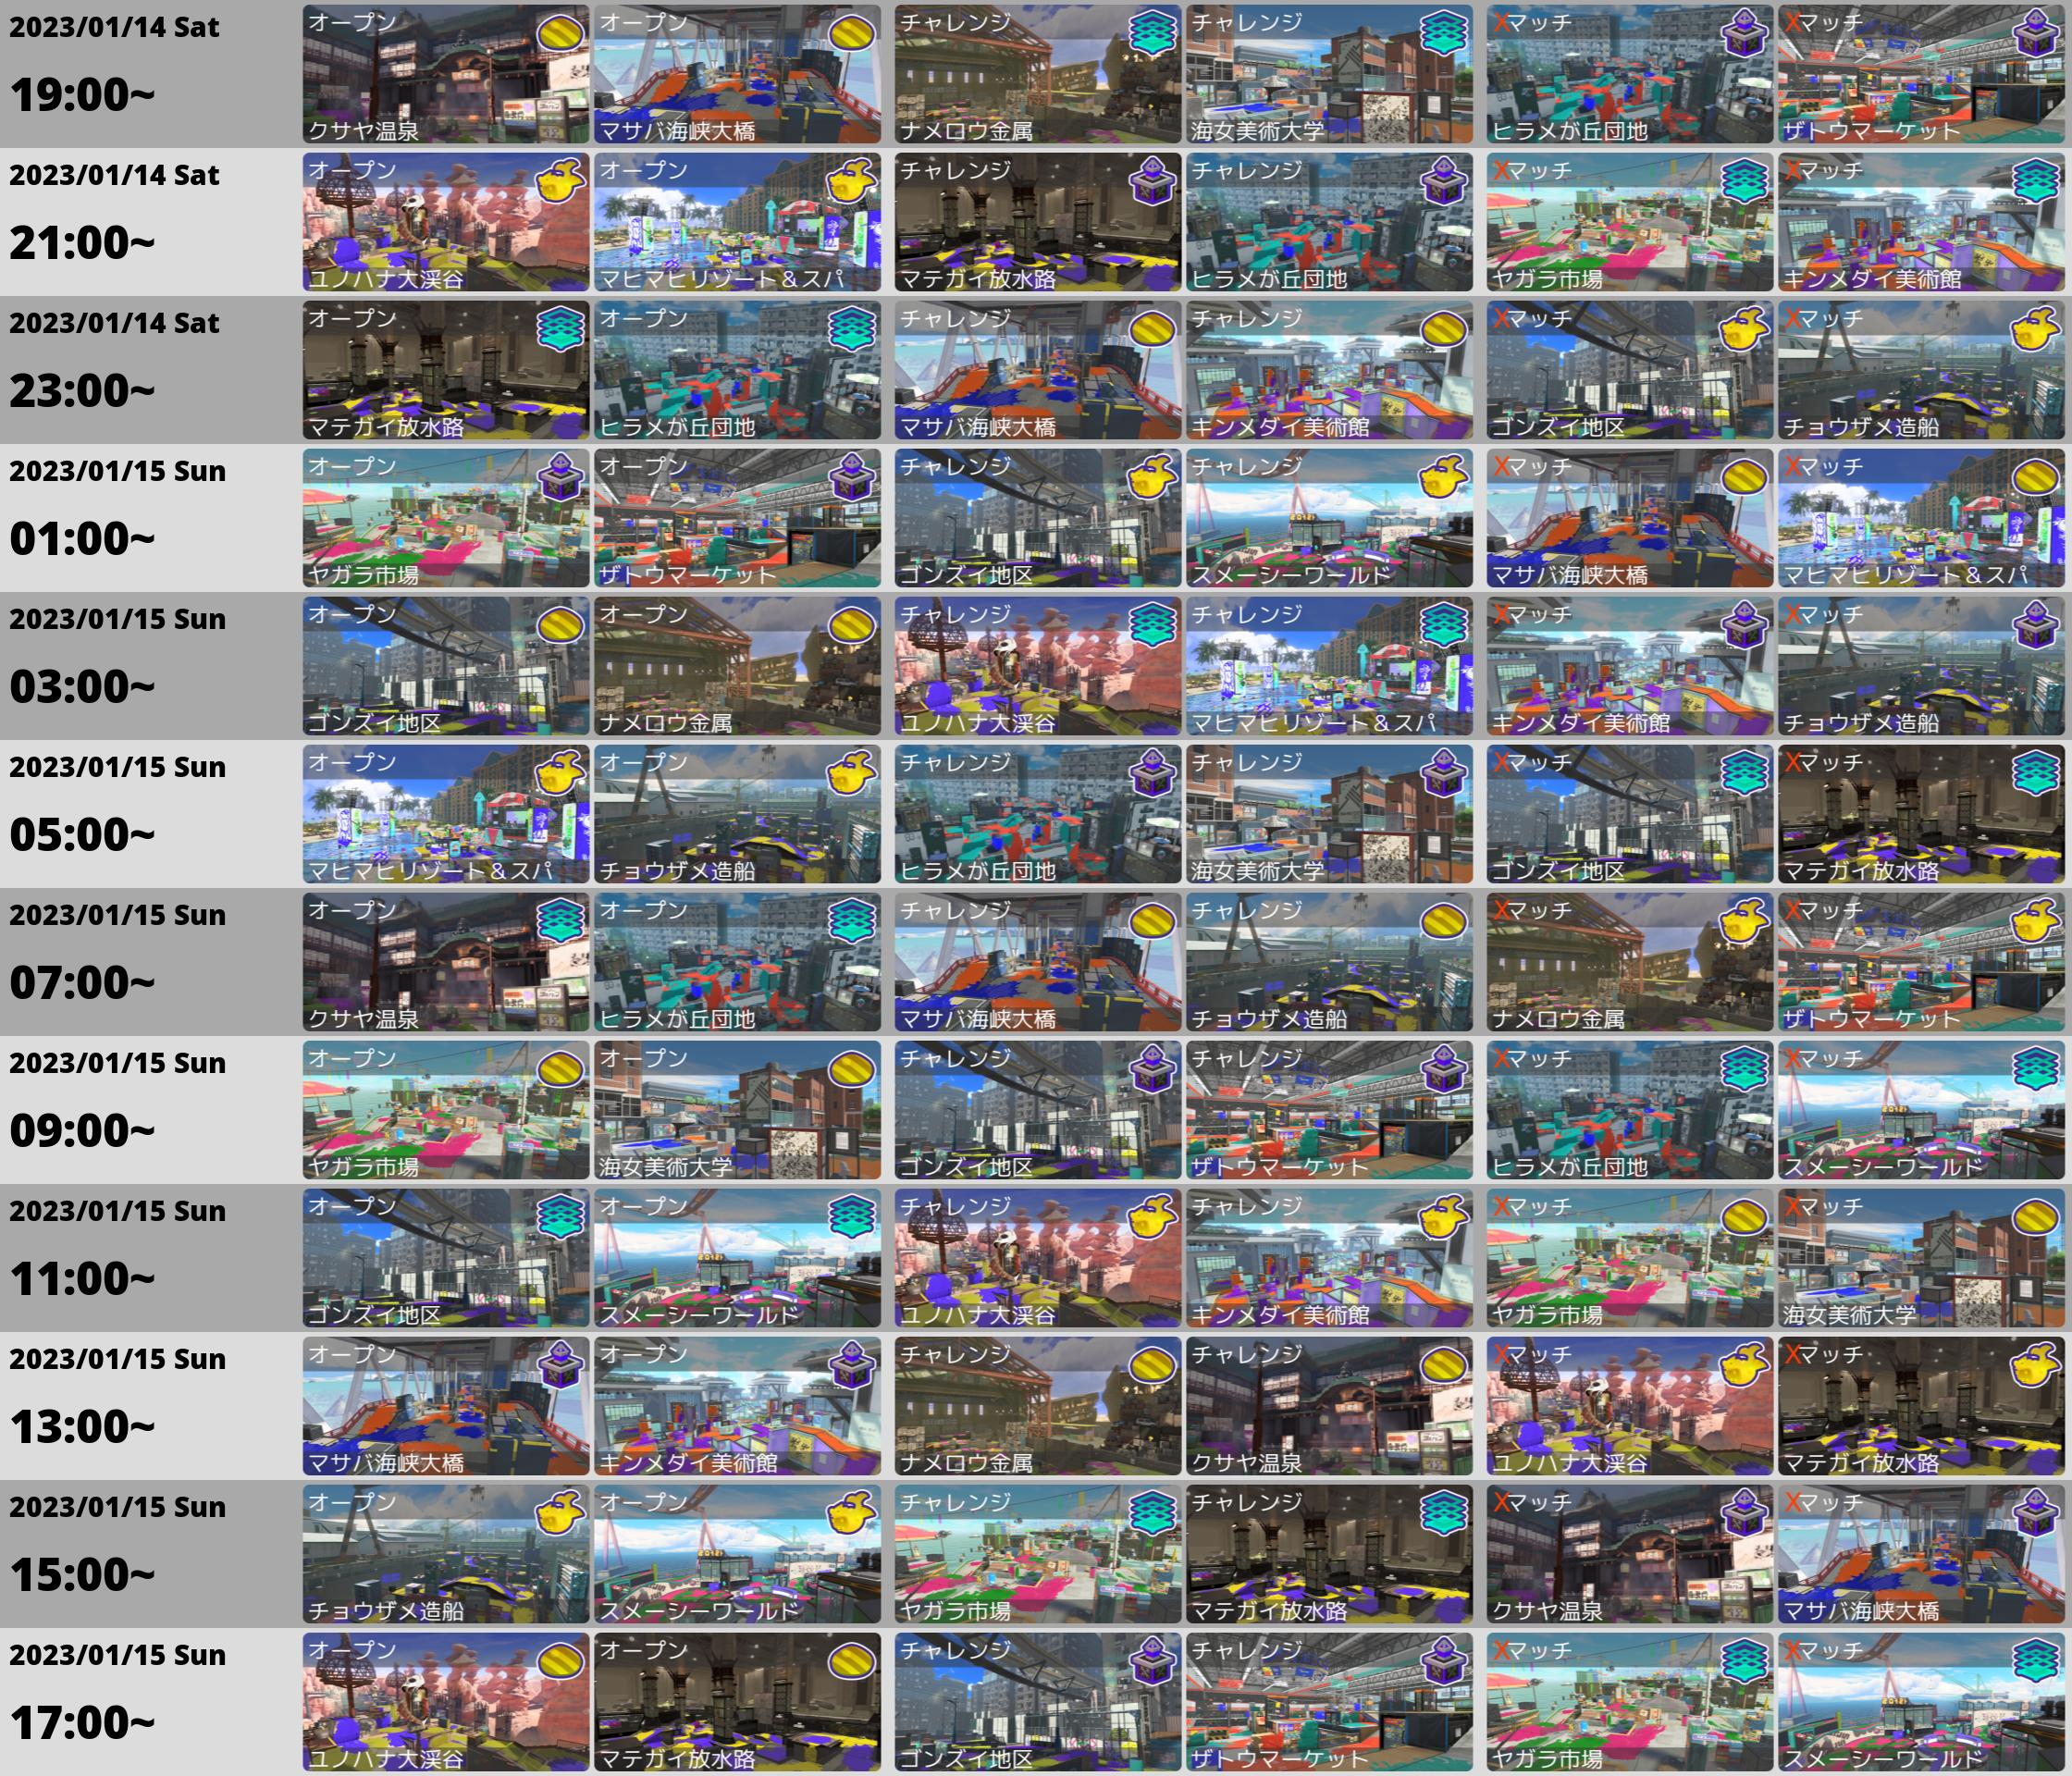 2023/01/14 Sat
19:00~
オープン オープン チャレンジ チャレンジ Xマッチ Xマッチ
クサヤ温泉 マサバ海峡大橋 ナメロウ金属 海女美術大学 ヒラメが丘団地 ザトウマーケット
2023/01/14 Sat
21:00~
オープン オープン チャレンジ チャレンジ Xマッチ Xマッチ
ユノハナ大渓谷 マヒマヒリゾート＆スパ マテガイ放水路 ヒラメが丘団地 ヤガラ市場 キンメダイ美術館
2023/01/14 Sat
23:00~
オープン オープン チャレンジ チャレンジ Xマッチ Xマッチ
マテガイ放水路 ヒラメが丘団地 マサバ海峡大橋 キンメダイ美術館 ゴンズイ地区 チョウザメ造船
2023/01/15 Sun
01:00~
オープン オープン チャレンジ チャレンジ Xマッチ Xマッチ
ヤガラ市場 ザトウマーケット ゴンズイ地区 スメーシーワールド マサバ海峡大橋 マヒマヒリゾート＆スパ
2023/01/15 Sun
03:00~
オープン オープン チャレンジ チャレンジ Xマッチ Xマッチ
ゴンズイ地区 ナメロウ金属 ユノハナ大渓谷 マヒマヒリゾート＆スパ キンメダイ美術館 チョウザメ造船
2023/01/15 Sun
05:00~
オープン オープン チャレンジ チャレンジ Xマッチ Xマッチ
マヒマヒリゾート＆スパ チョウザメ造船 ヒラメが丘団地 海女美術大学 ゴンズイ地区 マテガイ放水路
2023/01/15 Sun
07:00~
オープン オープン チャレンジ チャレンジ Xマッチ Xマッチ
クサヤ温泉 ヒラメが丘団地 マサバ海峡大橋 チョウザメ造船 ナメロウ金属 ザトウマーケット
2023/01/15 Sun
09:00~
オープン オープン チャレンジ チャレンジ Xマッチ Xマッチ
ヤガラ市場 海女美術大学 ゴンズイ地区 ザトウマーケット ヒラメが丘団地 スメーシーワールド
2023/01/15 Sun
11:00~
オープン オープン チャレンジ チャレンジ Xマッチ Xマッチ
ゴンズイ地区 スメーシーワールド ユノハナ大渓谷 キンメダイ美術館 ヤガラ市場 海女美術大学
2023/01/15 Sun
13:00~
オープン オープン チャレンジ チャレンジ Xマッチ Xマッチ
マサバ海峡大橋 キンメダイ美術館 ナメロウ金属 クサヤ温泉 ユノハナ大渓谷 マテガイ放水路
2023/01/15 Sun
15:00~
オープン オープン チャレンジ チャレンジ Xマッチ Xマッチ
チョウザメ造船 スメーシーワールド ヤガラ市場 マテガイ放水路 クサヤ温泉 マサバ海峡大橋
2023/01/15 Sun
17:00~
オープン オープン チャレンジ チャレンジ Xマッチ Xマッチ
ユノハナ大渓谷 マテガイ放水路 ゴンズイ地区 ザトウマーケット ヤガラ市場 スメーシーワールド